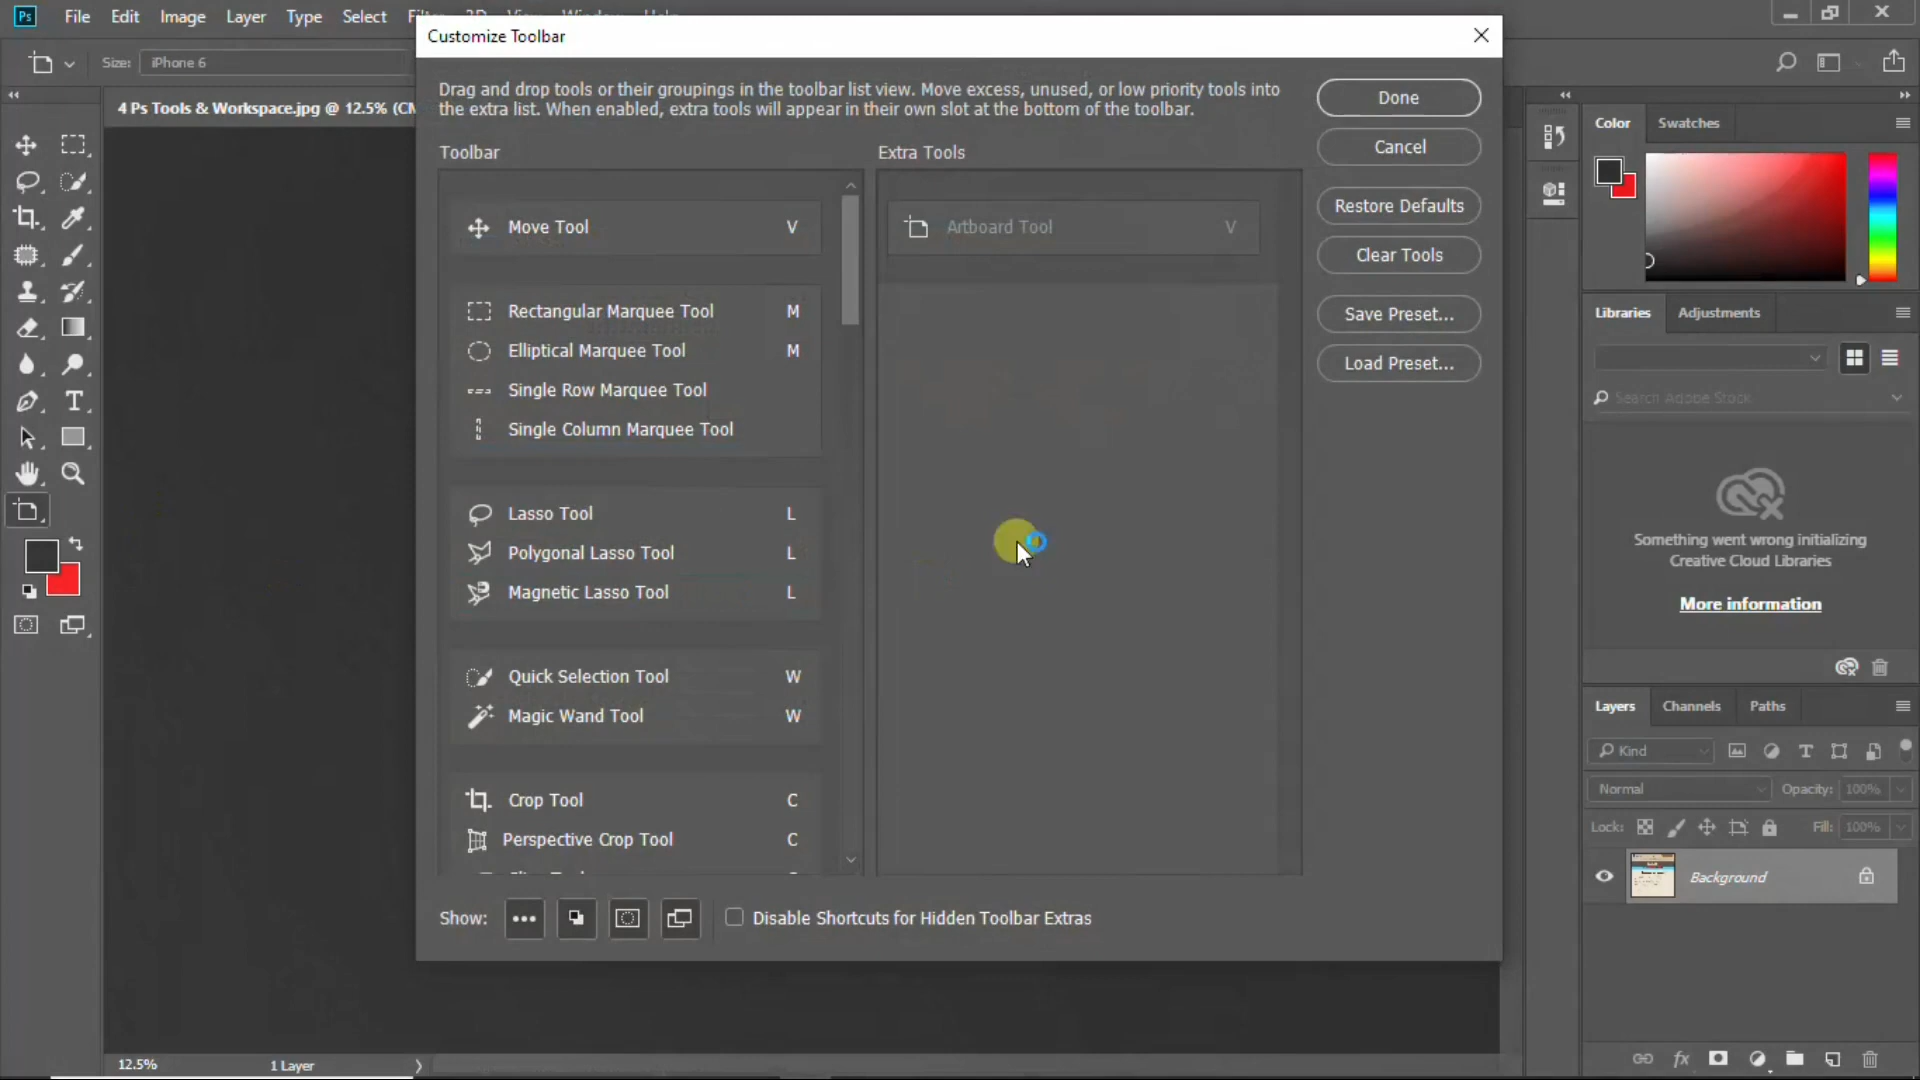 Ps File Edit Image Layer Type Select
Customize Toolbar
Size: iPhone 6
4 Ps Tools & Workspace.jpg @ 12.5% (CM
Drag and drop tools or their groupings in the toolbar list view. Move excess, unused, or low priority tools into
the extra list. When enabled, extra tools will appear in their own slot at the bottom of the toolbar.
Toolbar
Move Tool V
Rectangular Marquee Tool M
Elliptical Marquee Tool M
Single Row Marquee Tool
Single Column Marquee Tool
Lasso Tool L
Polygonal Lasso Tool L
Magnetic Lasso Tool L
Quick Selection Tool W
Magic Wand Tool W
Crop Tool C
Perspective Crop Tool C
Extra Tools
Artboard Tool V
Done
Cancel
Restore Defaults
Clear Tools
Save Preset...
Load Preset...
Show: Disable Shortcuts for Hidden Toolbar Extras
Color Swatches
Libraries Adjustments
Search Adobe Stock
Something went wrong initializing
Creative Cloud Libraries
More information
Layers Channels Paths
Kind
Normal Opacity: 100%
Lock: Fill: 100%
Background
12.5% 1 Layer